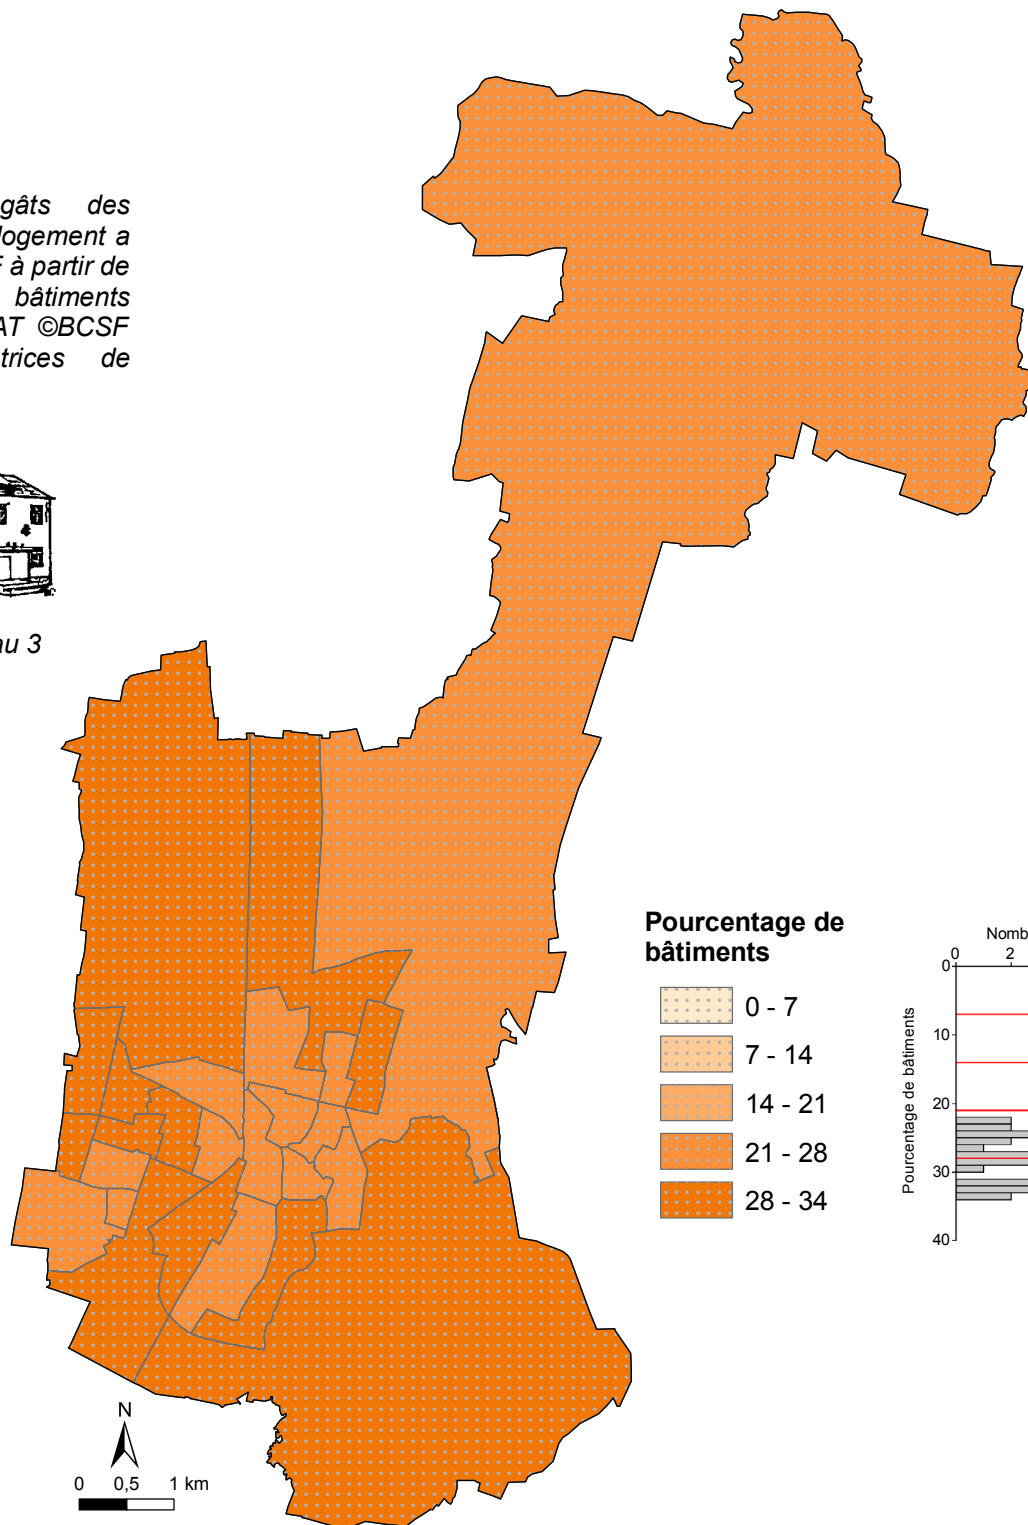 gâts des
logement a
à partir de
bâtiments
AT ©BCSF
trices de
au 3
Pourcentage de
bâtiments
0 - 7
7 - 14
14 - 21
21 - 28
28 - 34
Nomb
0 2
0
10
20
30
40
Pourcentage de bâtiments
N
0 0,5 1 km